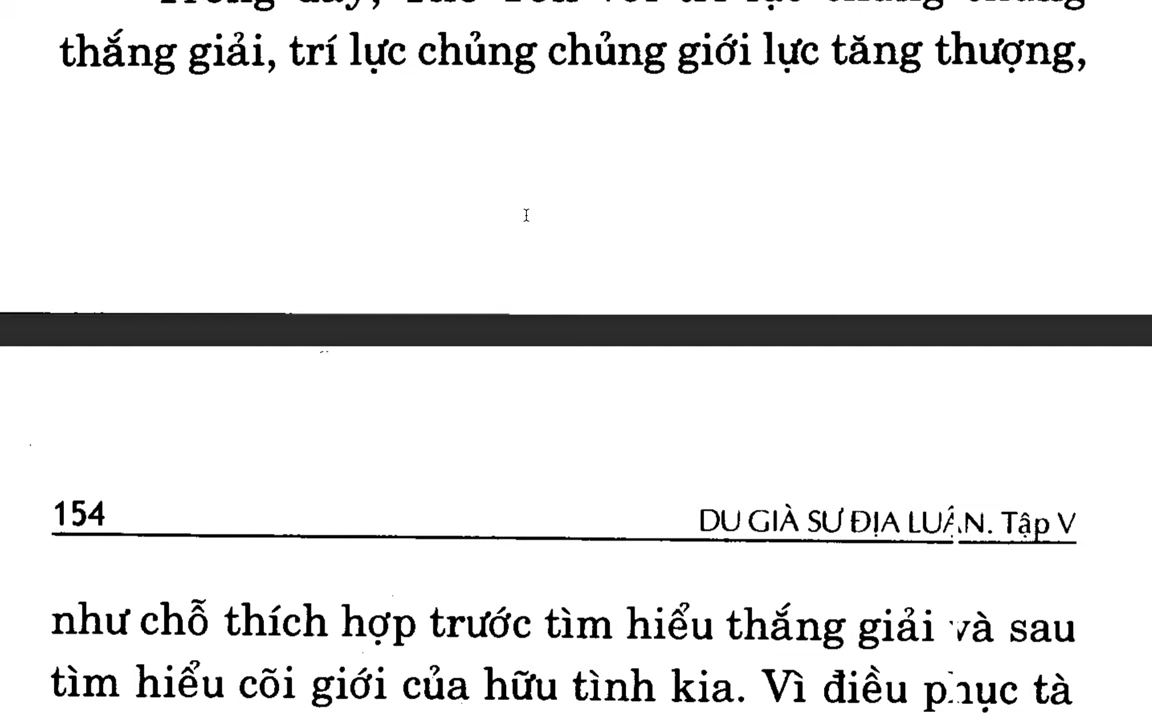 thắng giải, trí lực chủng chủng giới lực tăng thượng,
154
DU GIÀ SƯ ĐỊA LUẬN. Tập V
như chỗ thích hợp trước tìm hiểu thắng giải và sau
tìm hiểu cõi giới của hữu tình kia. Vì điều phục tà